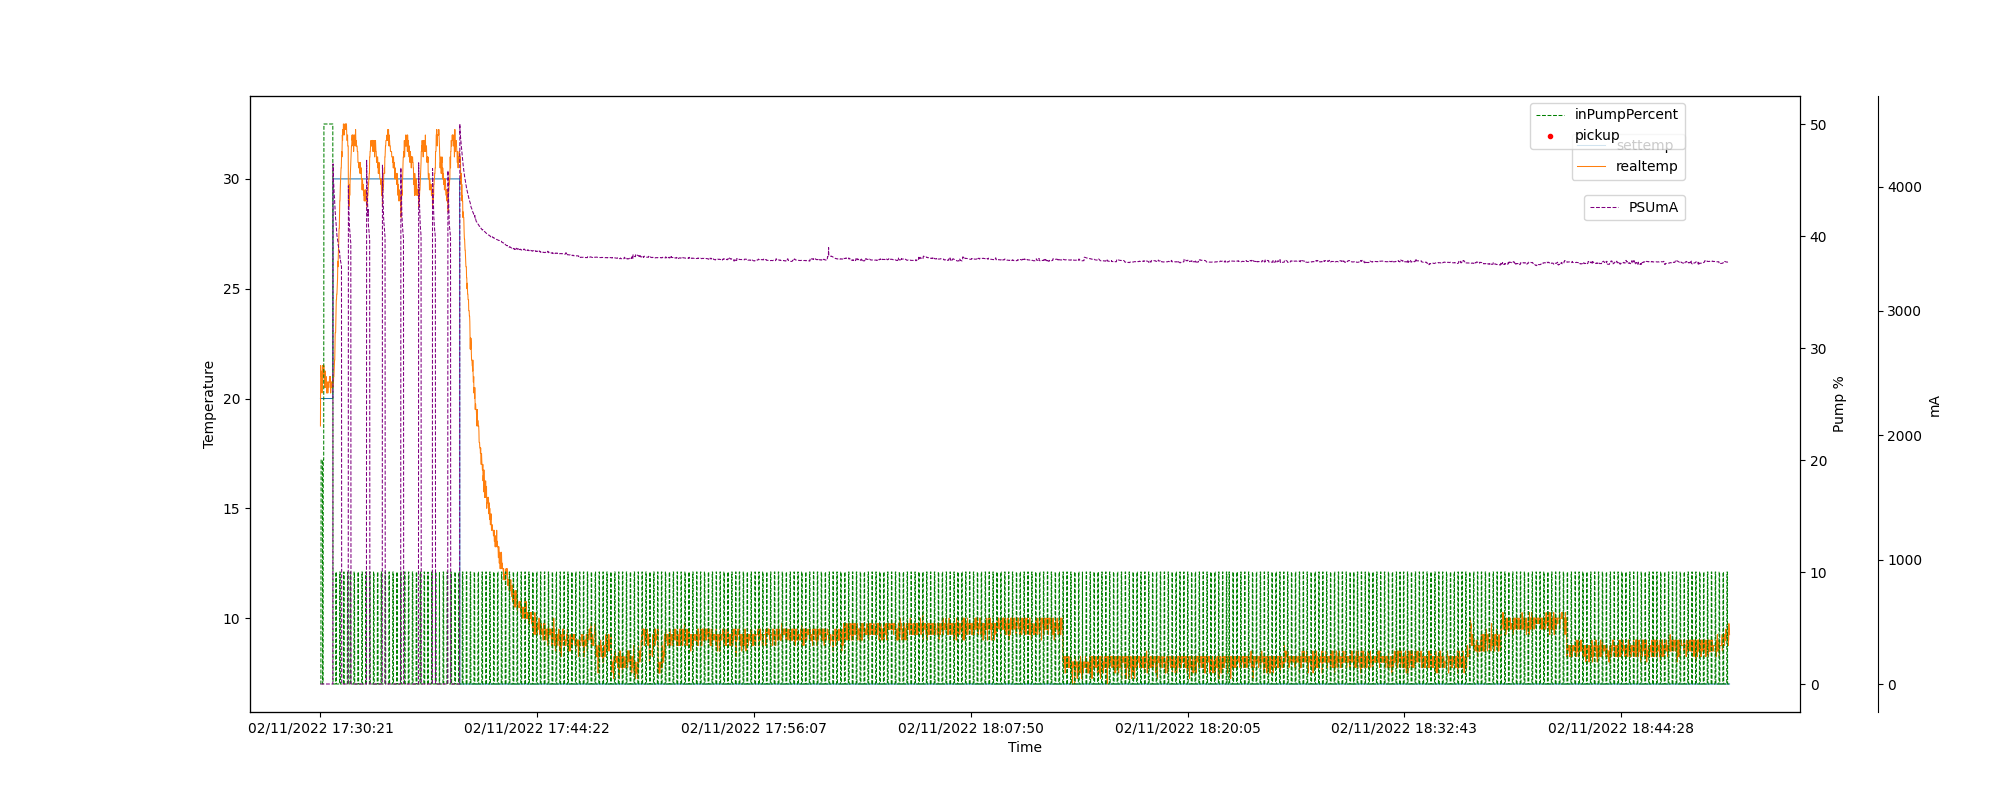 inPumpPercent
pickup
settemp
realtemp
PSUmA
30
25
20
15
10
Temperature
50
40
30
20
10
0
Pump %
4000
3000
2000
1000
0
mA
02/11/2022 17:30:21
02/11/2022 17:44:22
02/11/2022 17:56:07
02/11/2022 18:07:50
02/11/2022 18:20:05
02/11/2022 18:32:43
02/11/2022 18:44:28
Time